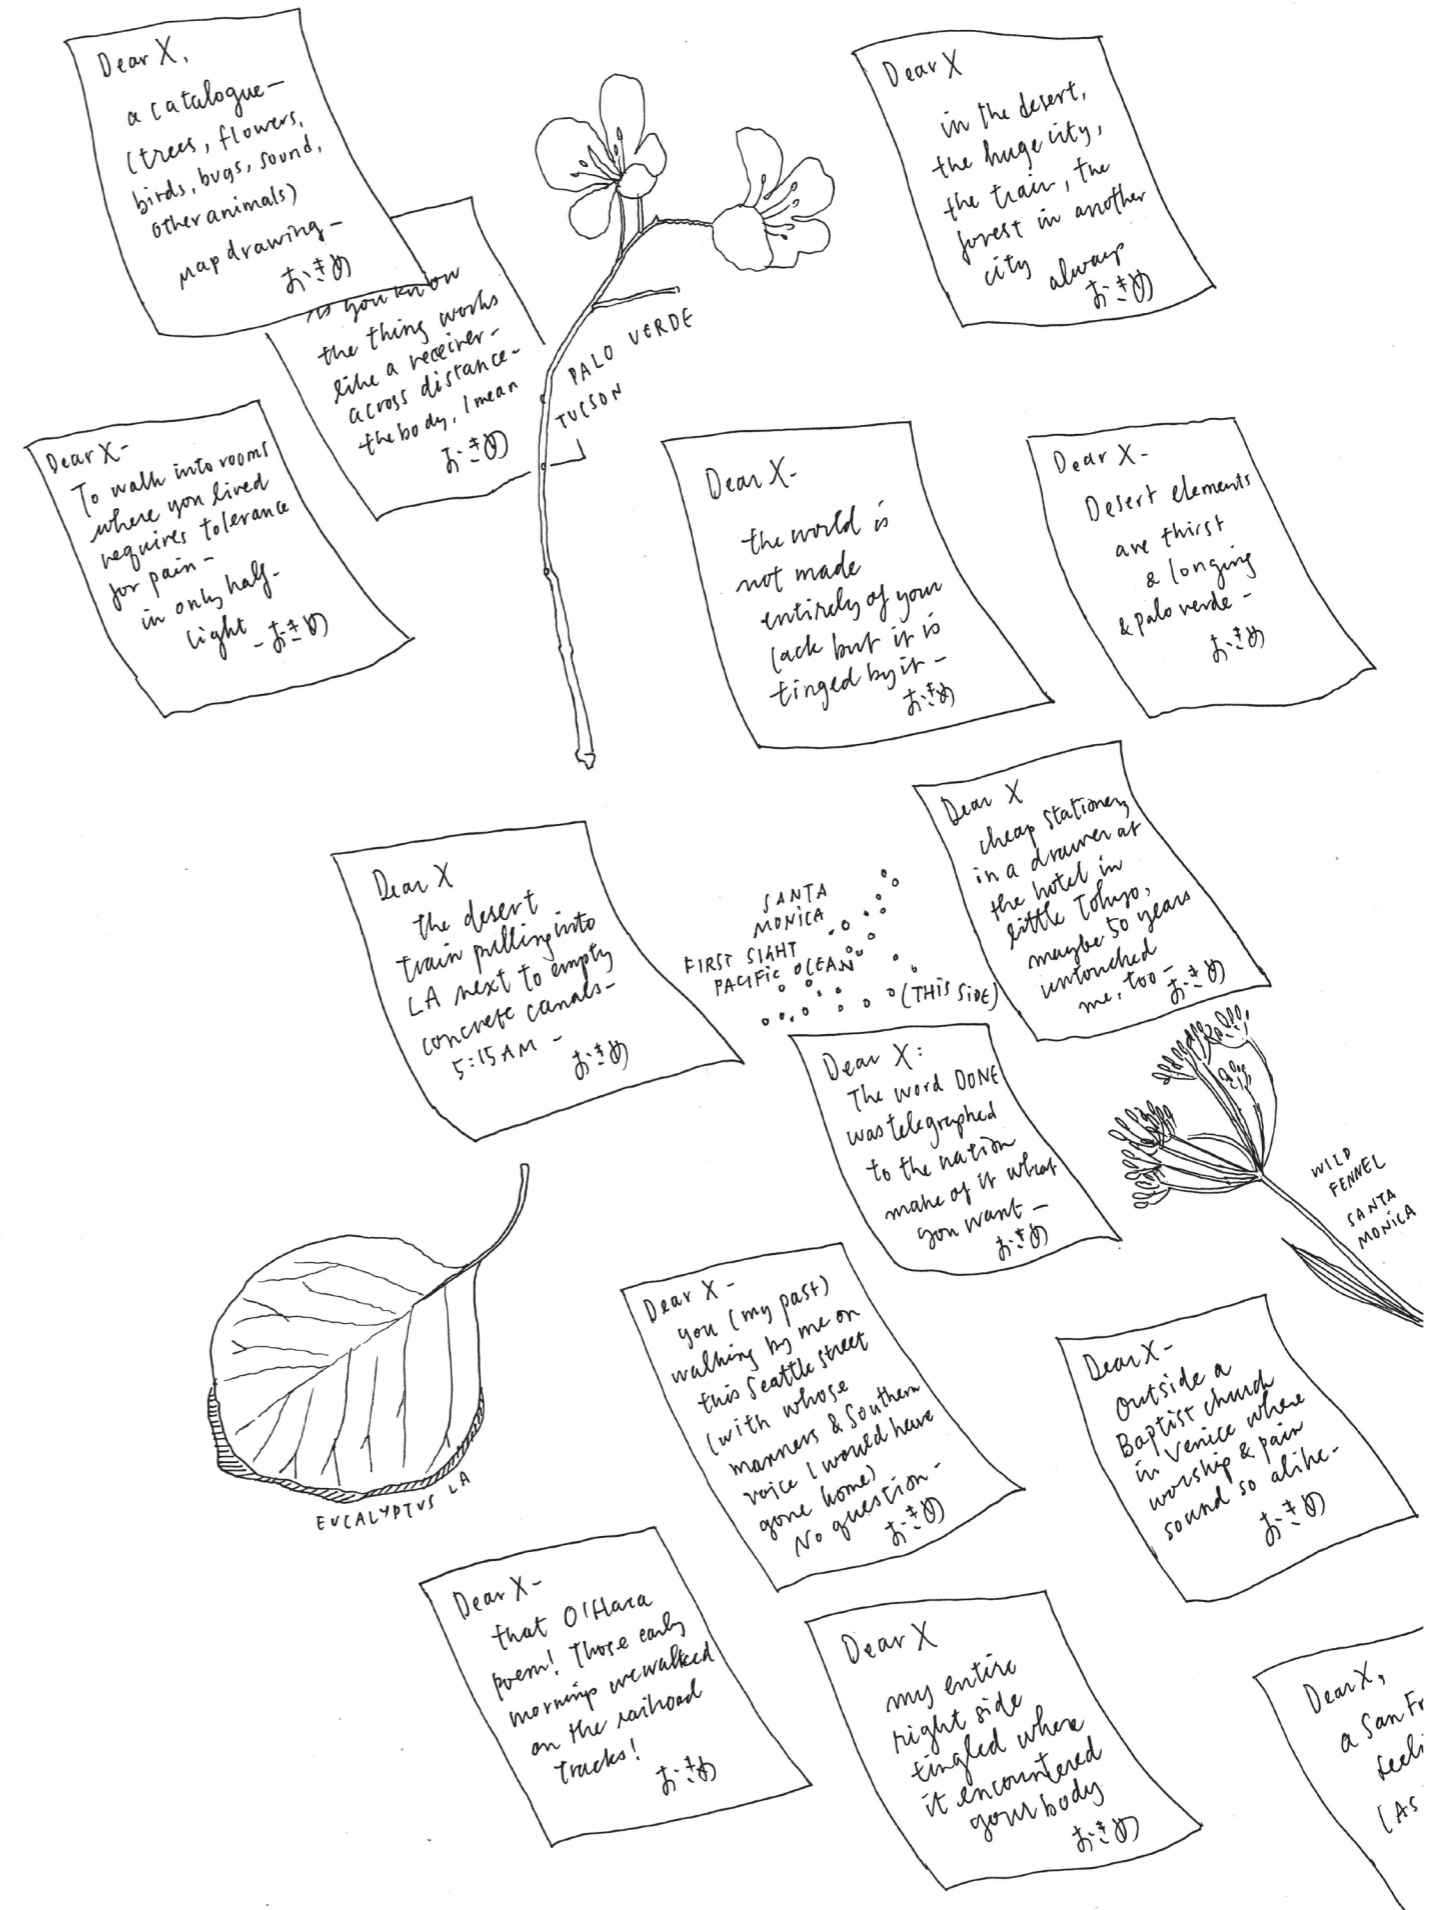 Dear X,
a catalogue—
(trees, flowers,
birds, bugs, sound,
other animals)
map drawing—
おきめ
As you know
the thing works
like a receiver—
across distance—
the body, I mean
おきめ
PALO VERDE
TUCSON
Dear X
in the desert,
the huge city,
the train, the
forest in another
city always
おきめ
Dear X-
To walk into rooms
where you lived
requires tolerance
for pain—
in only half-
light
- おきめ
Dear X-
the world is
not made
entirely of your
lack but it is
tinged by it —
おきめ
Dear X-
Desert elements
are thirst
& longing
& palo verde —
おきめ
Dear X
the desert
train pulling into
LA next to empty
concrete canals—
5:15 AM —
おきめ
SANTA
MONICA
FIRST SIGHT
PACIFIC OCEAN
(THIS SIDE)
Dear X
cheap stationery
in a drawer at
the hotel in
little Tokyo,
maybe 50 years
untouched
me, too —
おきめ
Dear X:
The word DONE
was telegraphed
to the nation
make of it what
you want —
おきめ
WILD
FENNEL
SANTA
MONICA
EUCALYPTUS LA
Dear X-
you (my past)
walking by me on
this Seattle street
(with whose
manners & Southern
voice I would have
gone home)
No question-
おきめ
Dear X-
Outside a
Baptist church
in Venice where
worship & pain
sound so alike-
おきめ
Dear X-
that O'Hara
poem! Those early
mornings we walked
on the railroad
tracks!
おきめ
Dear X
my entire
right side
tingled where
it encountered
your body
おきめ
Dear X,
a San Fr
feeli
(As